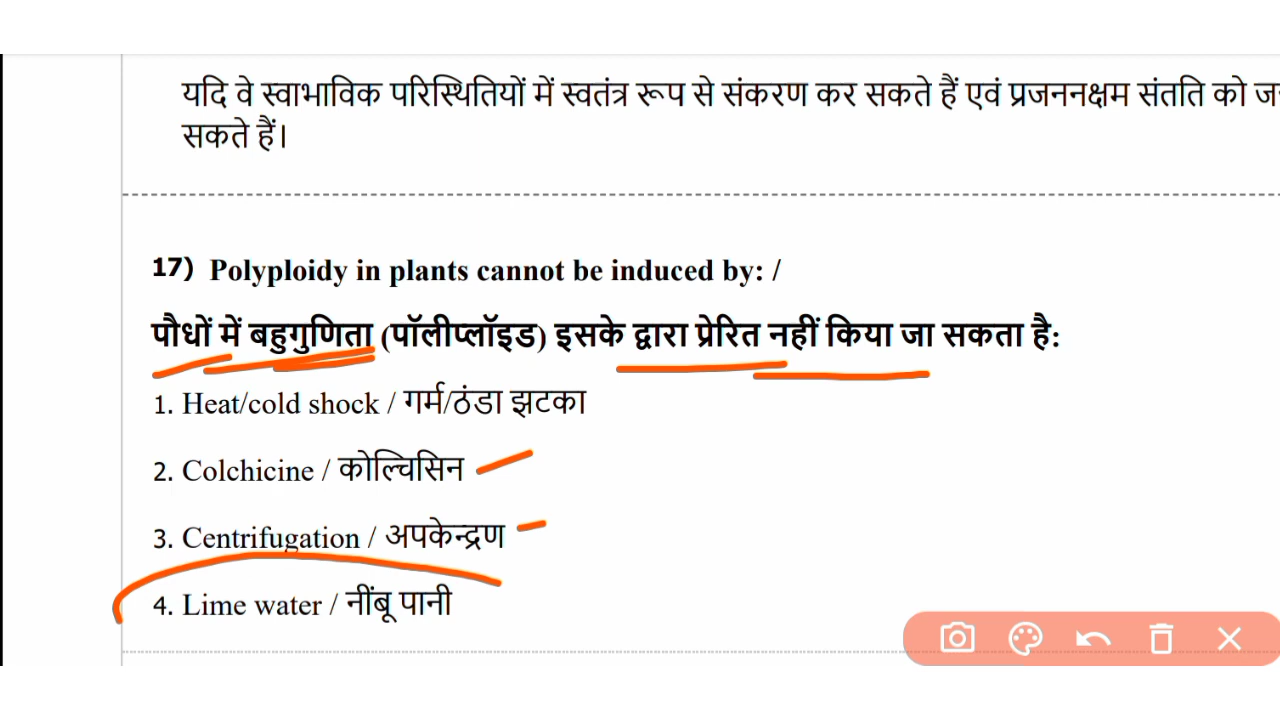 यदि वे स्वाभाविक परिस्थितियों में स्वतंत्र रूप से संकरण कर सकते हैं एवं प्रजननक्षम संतति को
सकते हैं।
17) Polyploidy in plants cannot be induced by: /
पौधों में बहुगुणिता (पॉलीप्लॉइड) इसके द्वारा प्रेरित नहीं किया जा सकता है:
1. Heat/cold shock / गर्म/ठंडा झटका
2. Colchicine / कोल्चिसिन
3. Centrifugation / अपकेन्द्रण
4. Lime water / नींबू पानी